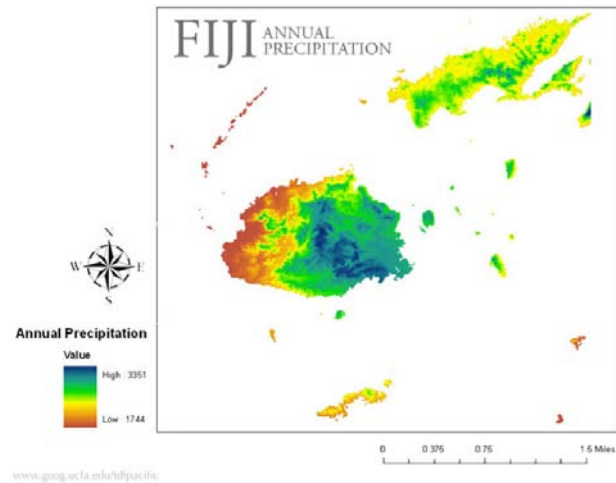 FIJI ANNUAL
PRECIPITATION
N
W E
S
Annual Precipitation
Value
High : 3351
Low : 1744
0 0.375 0.75 1.5 Miles
www.geog.ucla.edu/tdfpacific